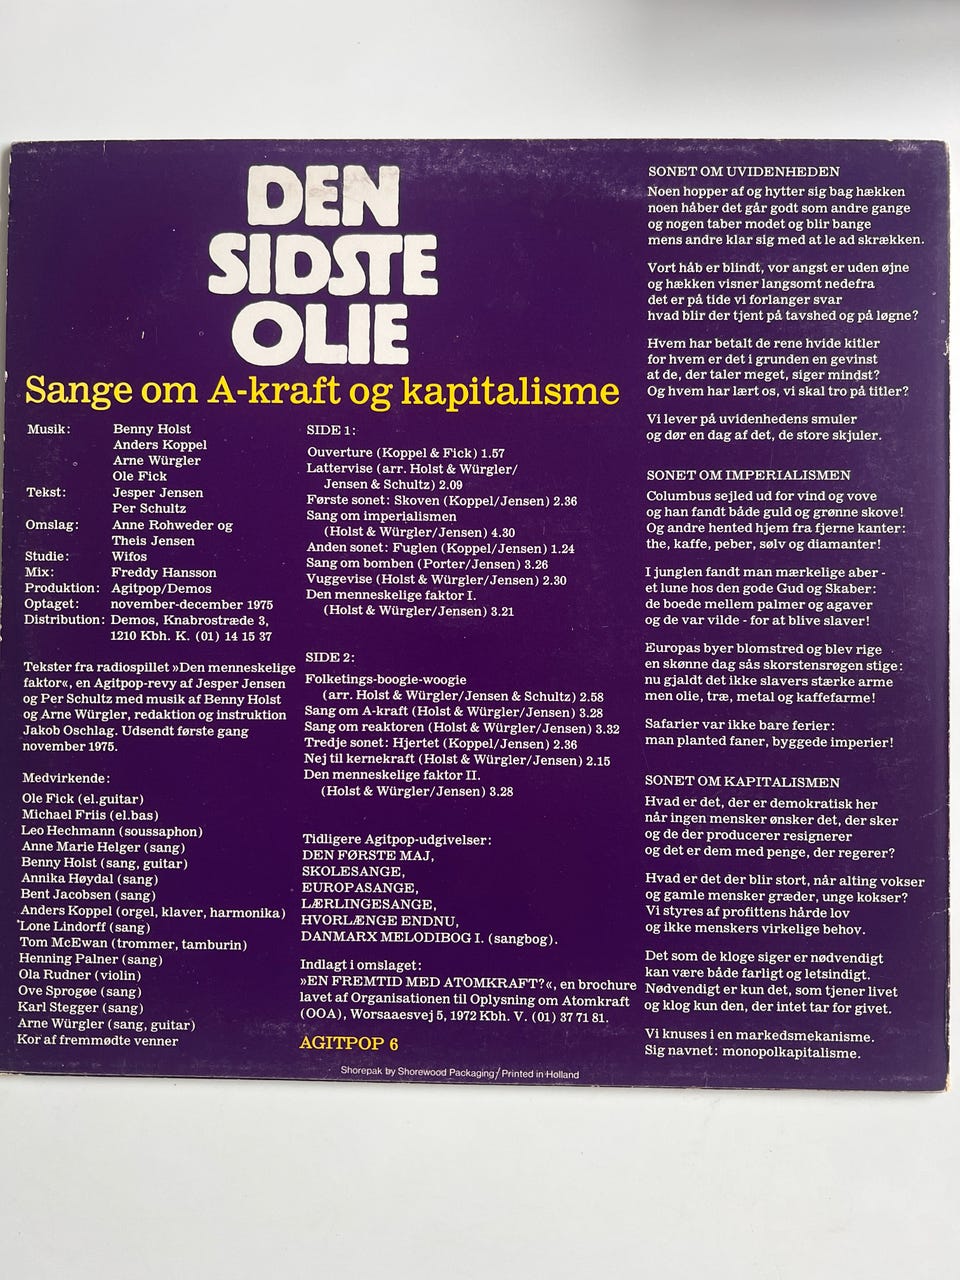 DEN
SIDSTE
OLIE
Sange om A-kraft og kapitalisme
Musik: Benny Holst
Anders Koppel
Arne Würgler
Ole Fick
Tekst: Jesper Jensen
Per Schultz
Omslag: Anne Rohweder og
Theis Jensen
Studie: Wifos
Mix: Freddy Hansson
Produktion: Agitpop/Demos
Optaget: november-december 1975
Distribution: Demos, Knabrostræde 3,
1210 Kbh. K. (01) 14 15 37
Tekster fra radiospillet »Den menneskelige
faktor«, en Agitpop-revy af Jesper Jensen
og Per Schultz med musik af Benny Holst
og Arne Würgler, redaktion og instruktion
Jakob Oschlag. Udsendt første gang
november 1975.
Medvirkende:
Ole Fick (el.guitar)
Michael Friis (el.bas)
Leo Hechmann (soussaphon)
Anne Marie Helger (sang)
Benny Holst (sang, guitar)
Annika Høydal (sang)
Bent Jacobsen (sang)
Anders Koppel (orgel, klaver, harmonika)
Lone Lindorff (sang)
Tom McEwan (trommer, tamburin)
Henning Palner (sang)
Ola Rudner (violin)
Ove Sprogøe (sang)
Karl Stegger (sang)
Arne Würgler (sang, guitar)
Kor af fremmødte venner
SIDE 1:
Ouverture (Koppel & Fick) 1.57
Lattervise (arr. Holst & Würgler/
Jensen & Schultz) 2.09
Første sonet: Skoven (Koppel/Jensen) 2.36
Sang om imperialismen
(Holst & Würgler/Jensen) 4.30
Anden sonet: Fuglen (Koppel/Jensen) 1.24
Sang om bomben (Porter/Jensen) 3.26
Vuggevise (Holst & Würgler/Jensen) 2.30
Den menneskelige faktor I.
(Holst & Würgler/Jensen) 3.21
SIDE 2:
Folketings-boogie-woogie
(arr. Holst & Würgler/Jensen & Schultz) 2.58
Sang om A-kraft (Holst & Würgler/Jensen) 3.28
Sang om reaktoren (Holst & Würgler/Jensen) 3.32
Tredje sonet: Hjertet (Koppel/Jensen) 2.36
Nej til kernekraft (Holst & Würgler/Jensen) 2.15
Den menneskelige faktor II.
(Holst & Würgler/Jensen) 3.28
Tidligere Agitpop-udgivelser:
DEN FØRSTE MAJ,
SKOLESANGE,
EUROPASANGE,
LÆRLINGESANGE,
HVORLÆNGE ENDNU,
DANMARX MELODIBOG I. (sangbog).
Indlagt i omslaget:
»EN FREMTID MED ATOMKRAFT?«, en brochure
lavet af Organisationen til Oplysning om Atomkraft
(OOA), Worsaaesvej 5, 1972 Kbh. V. (01) 37 71 81.
AGITPOP 6
Shorepak by Shorewood Packaging/Printed in Holland
SONET OM UVIDENHEDEN
Noen hopper af og hytter sig bag hækken
noen håber det går godt som andre gange
og nogen taber modet og blir bange
mens andre klar sig med at le ad skrækken.
Vort håb er blindt, vor angst er uden øjne
og hækken visner langsomt nedefra
det er på tide vi forlanger svar
hvad blir der tjent på tavshed og på løgne?
Hvem har betalt de rene hvide kitler
for hvem er det i grunden en gevinst
at de, der taler meget, siger mindst?
Og hvem har lært os, vi skal tro på titler?
Vi lever på uvidenhedens smuler
og dør en dag af det, de store skjuler.
SONET OM IMPERIALISMEN
Columbus sejled ud for vind og vove
og han fandt både guld og grønne skove!
Og andre hented hjem fra fjerne kanter:
the, kaffe, peber, sølv og diamanter!
I junglen fandt man mærkelige aber -
et lune hos den gode Gud og Skaber:
de boede mellem palmer og agaver
og de var vilde - for at blive slaver!
Europas byer blomstred og blev rige
en skønne dag sås skorstensrøgen stige:
nu gjaldt det ikke slavers stærke arme
men olie, træ, metal og kaffefarme!
Safarier var ikke bare ferier:
man planted faner, byggede imperier!
SONET OM KAPITALISMEN
Hvad er det, der er demokratisk her
når ingen mensker ønsker det, der sker
og de der producerer resignerer
og det er dem med penge, der regerer?
Hvad er det der blir stort, når alting vokser
og gamle mensker græder, unge kokser?
Vi styres af profittens hårde lov
og ikke menskers virkelige behov.
Det som de kloge siger er nødvendigt
kan være både farligt og letsindigt.
Nødvendigt er kun det, som tjener livet
og klog kun den, der intet tar for givet.
Vi knuses i en markedsmekanisme.
Sig navnet: monopolkapitalisme.